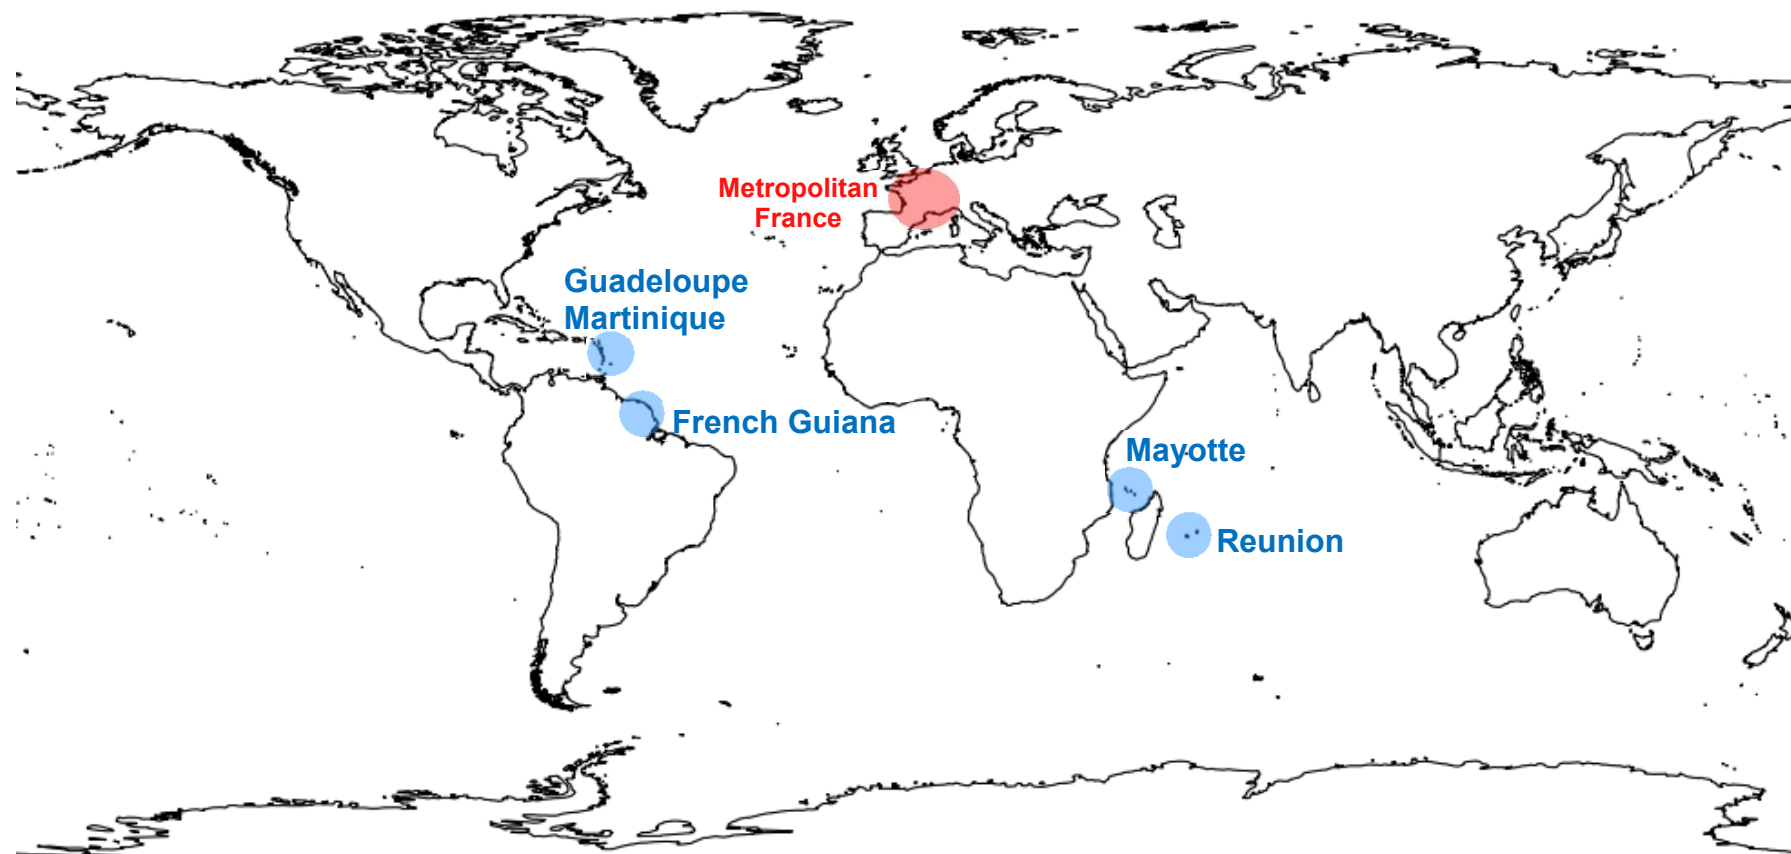 Metropolitan
France
Guadeloupe
Martinique
French Guiana
Mayotte
Reunion